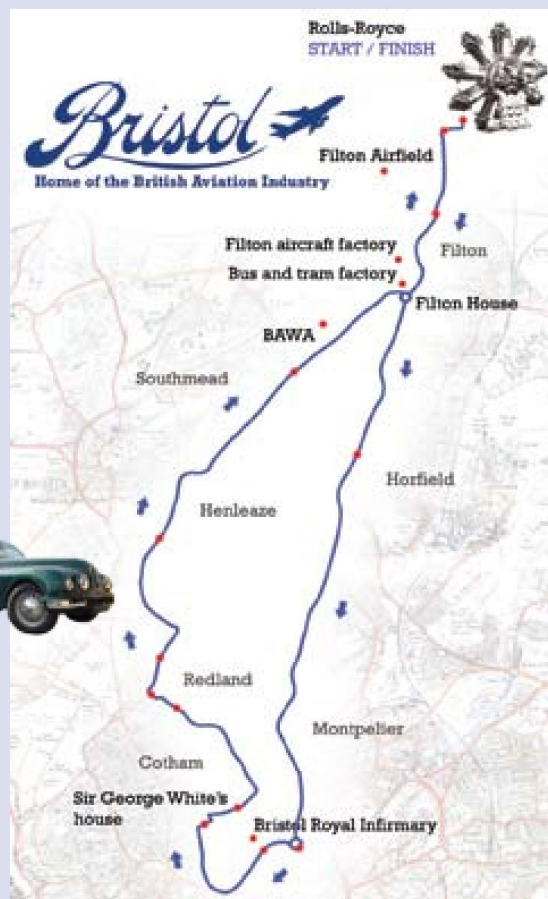 Rolls-Royce
START / FINISH
Bristol
Home of the British Aviation Industry
Filton Airfield
Filton
Filton aircraft factory
Bus and tram factory
Filton House
BAWA
Southmead
Horfield
Henleaze
Redland
Montpelier
Cotham
Sir George White's
house
Bristol Royal Infirmary